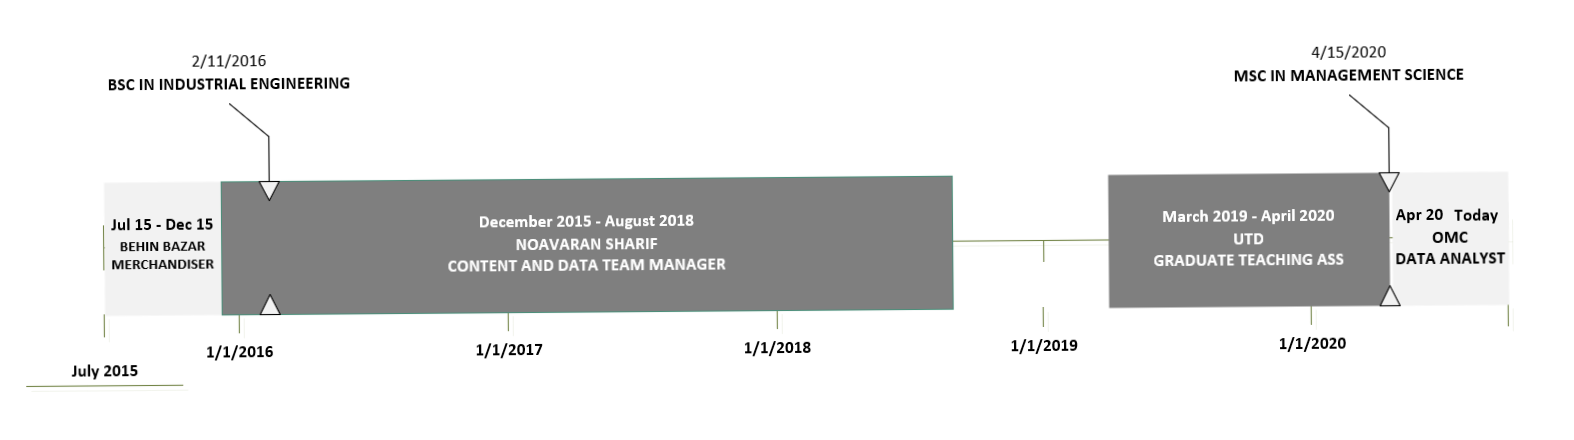 2/11/2016
BSC IN INDUSTRIAL ENGINEERING
4/15/2020
MSC IN MANAGEMENT SCIENCE
Jul 15 - Dec 15
BEHIN BAZAR
MERCHANDISER
December 2015 - August 2018
NOAVARAN SHARIF
CONTENT AND DATA TEAM MANAGER
March 2019 - April 2020
UTD
GRADUATE TEACHING ASS
Apr 20 Today
OMC
DATA ANALYST
1/1/2016
1/1/2017
1/1/2018
1/1/2019
1/1/2020
July 2015